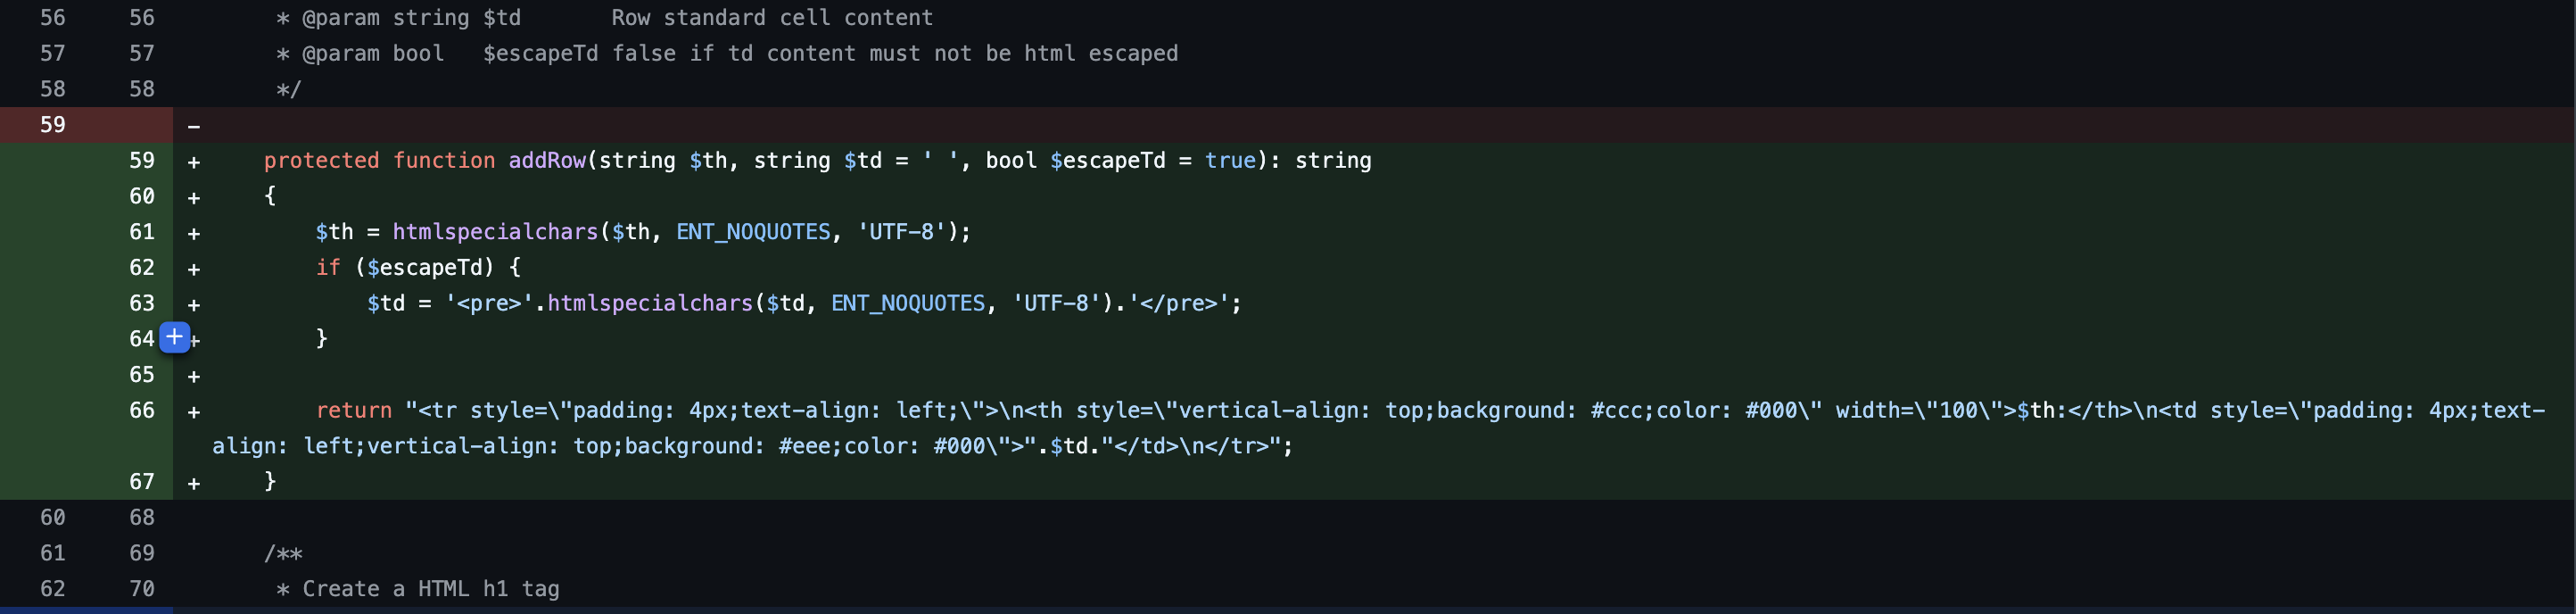 56 56 * @param string $td       Row standard cell content
57 57 * @param bool   $escapeTd false if td content must not be html escaped
58 58 */
59 -
59 + protected function addRow(string $th, string $td = ' ', bool $escapeTd = true): string
60 + {
61 + $th = htmlspecialchars($th, ENT_NOQUOTES, 'UTF-8');
62 + if ($escapeTd) {
63 + $td = '<pre>'.htmlspecialchars($td, ENT_NOQUOTES, 'UTF-8').'</pre>';
64 + + }
65 +
66 + return "<tr style=\"padding: 4px;text-align: left;\">\n<th style=\"vertical-align: top;background: #ccc;color: #000\" width=\"100\">$th:</th>\n<td style=\"padding: 4px;text-
align: left;vertical-align: top;background: #eee;color: #000\">".$td."</td>\n</tr>";
67 + }
60 68
61 69 /**
62 70 * Create a HTML h1 tag